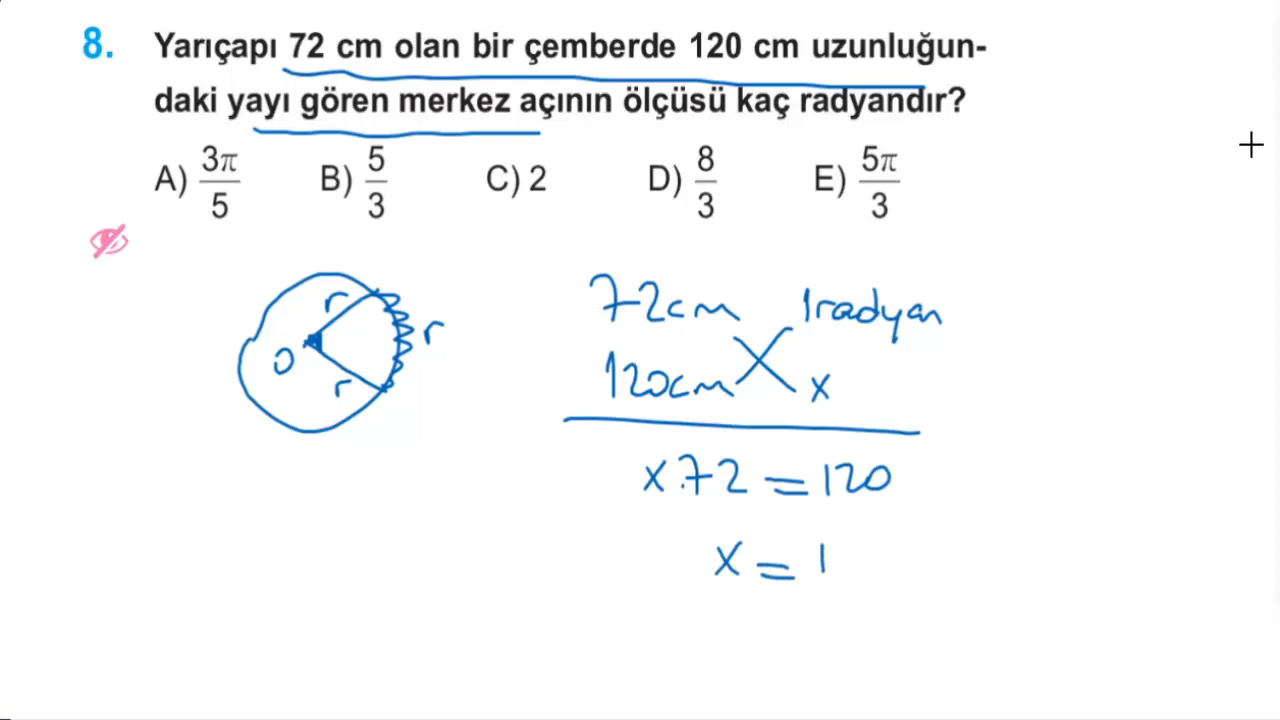 8. Yarıçapı 72 cm olan bir çemberde 120 cm uzunluğun-
daki yayı gören merkez açının ölçüsü kaç radyandır?
A) 3π/5 B) 5/3 C) 2 D) 8/3 E) 5π/3
r
r
O
r
72cm 1radyan
120cm x
x.72 = 120
x = 1